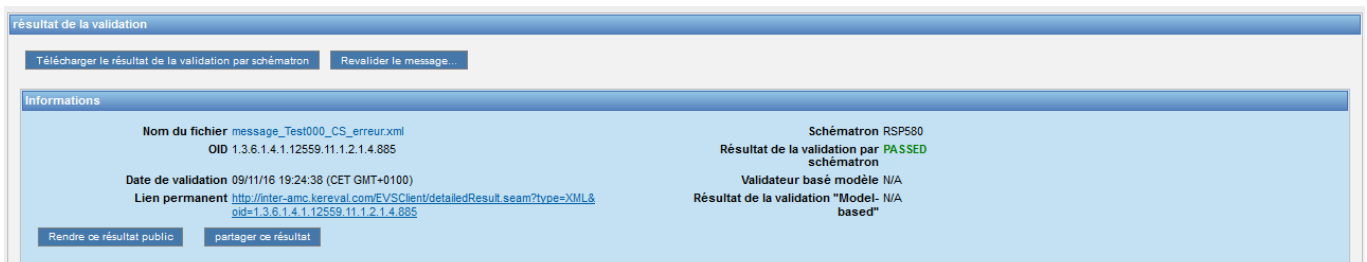 résultat de la validation
Télécharger le résultat de la validation par schématron Revalider le message...
Informations
Nom du fichier message_Test000_CS_erreur.xml Schématron RSP580
OID 1.3.6.1.4.1.12559.11.1.2.1.4.885 Résultat de la validation par PASSED
schématron
Date de validation 09/11/16 19:24:38 (CET GMT+0100) Validateur basé modèle N/A
Lien permanent http://inter-amc.kereval.com/EVSClient/detailedResult.seam?type=XML& Résultat de la validation "Model- N/A
oid=1.3.6.1.4.1.12559.11.1.2.1.4.885 based"
Rendre ce résultat public partager ce résultat